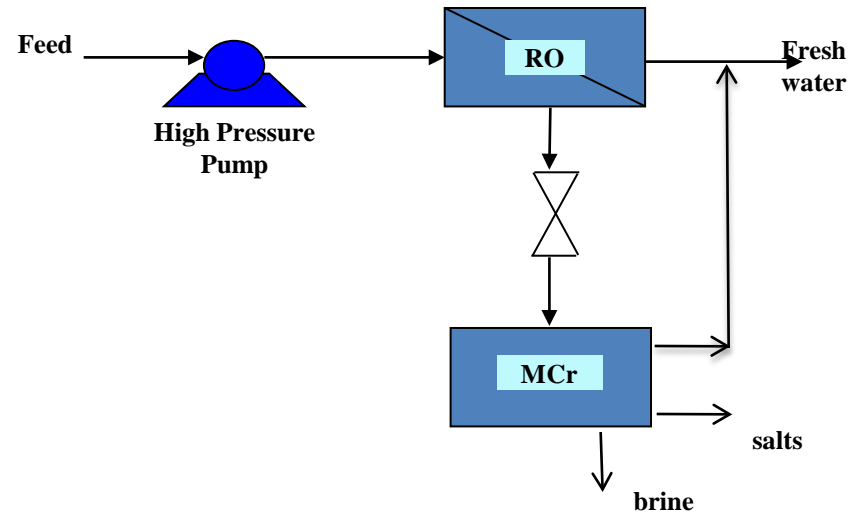 Feed
High Pressure
Pump
RO
Fresh
water
MCr
salts
brine